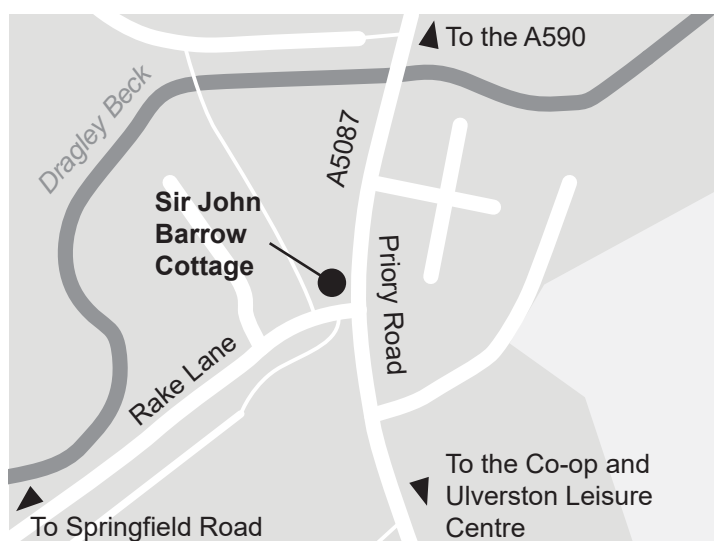 To the A590
Dragley Beck
A5087
Sir John
Barrow
Cottage
Priory Road
Rake Lane
To the Co-op and
Ulverston Leisure
Centre
To Springfield Road